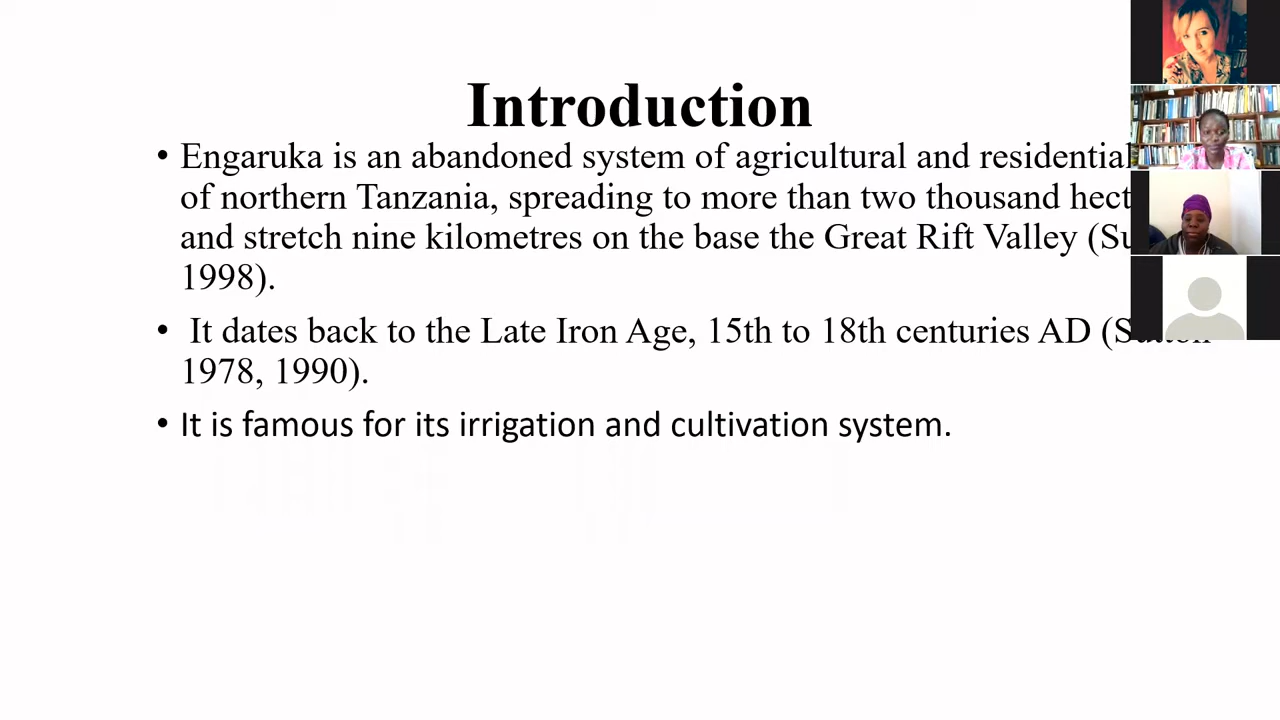 Introduction
• Engaruka is an abandoned system of agricultural and residential
of northern Tanzania, spreading to more than two thousand
and stretch nine kilometres on the base the Great Rift Valley
1998).
• It dates back to the Late Iron Age, 15th to 18th centuries AD (Sutton
1978, 1990).
• It is famous for its irrigation and cultivation system.